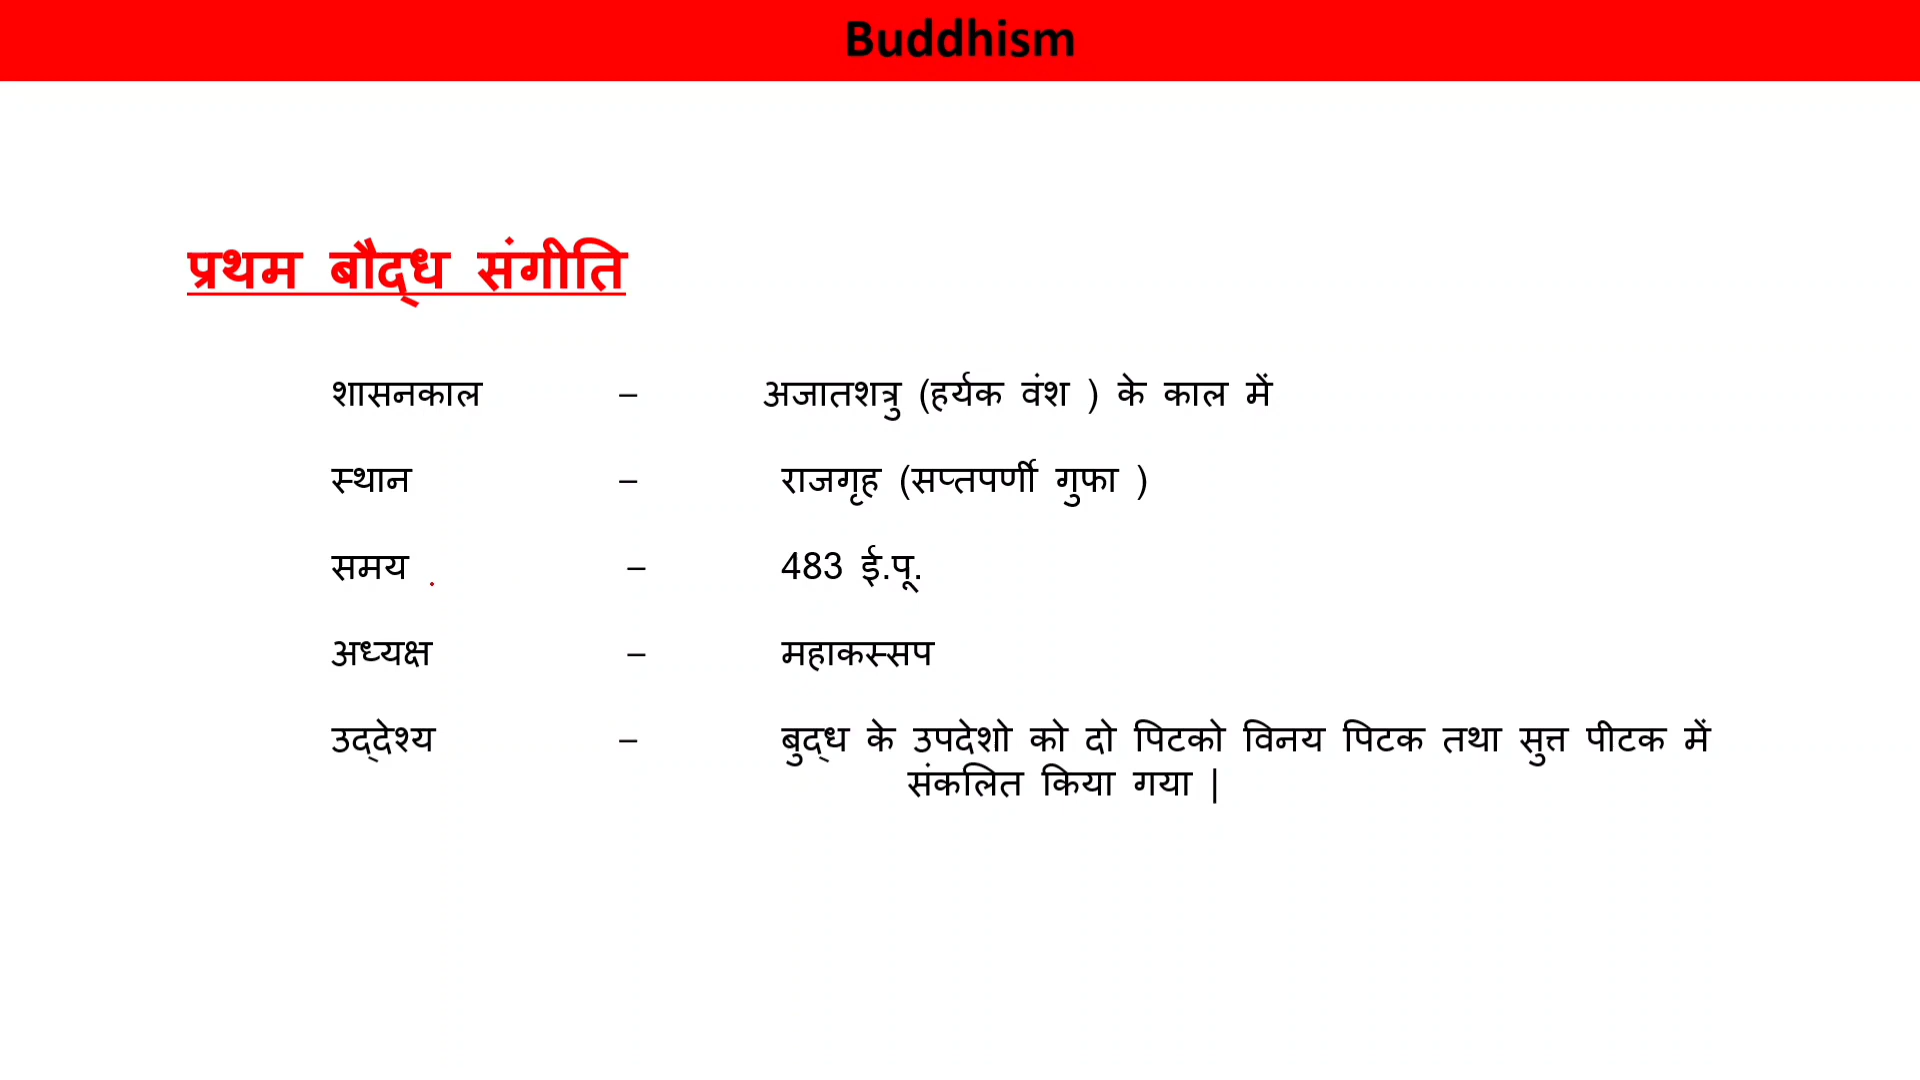 Buddhism
प्रथम बौद्ध संगीति
शासनकाल – अजातशत्रु (हर्यक वंश ) के काल में
स्थान – राजगृह (सप्तपर्णी गुफा )
समय – 483 ई.पू.
अध्यक्ष – महाकस्सप
उद्देश्य – बुद्ध के उपदेशो को दो पिटको विनय पिटक तथा सुत्त पीटक में
संकलित किया गया |